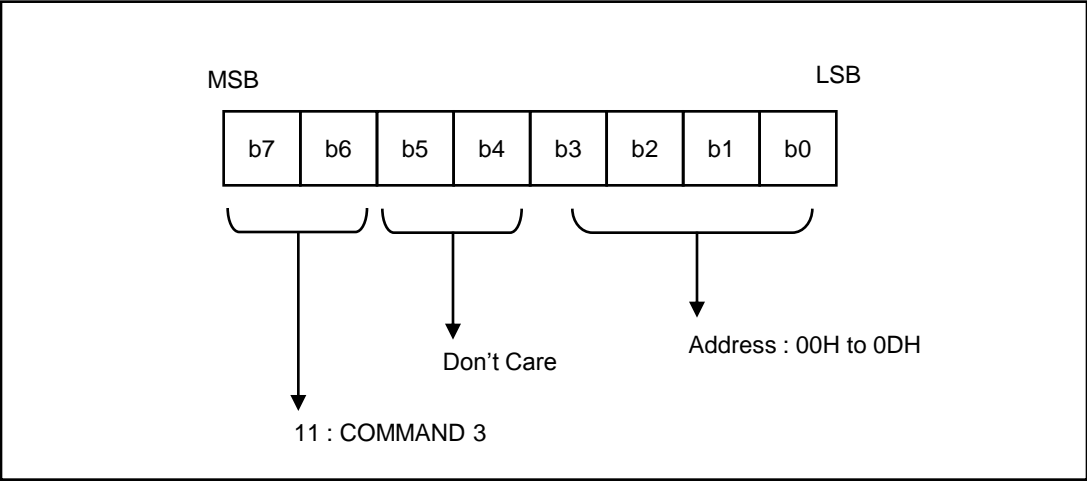 MSB
LSB
b7 b6 b5 b4 b3 b2 b1 b0
Address : 00H to 0DH
Don't Care
11 : COMMAND 3